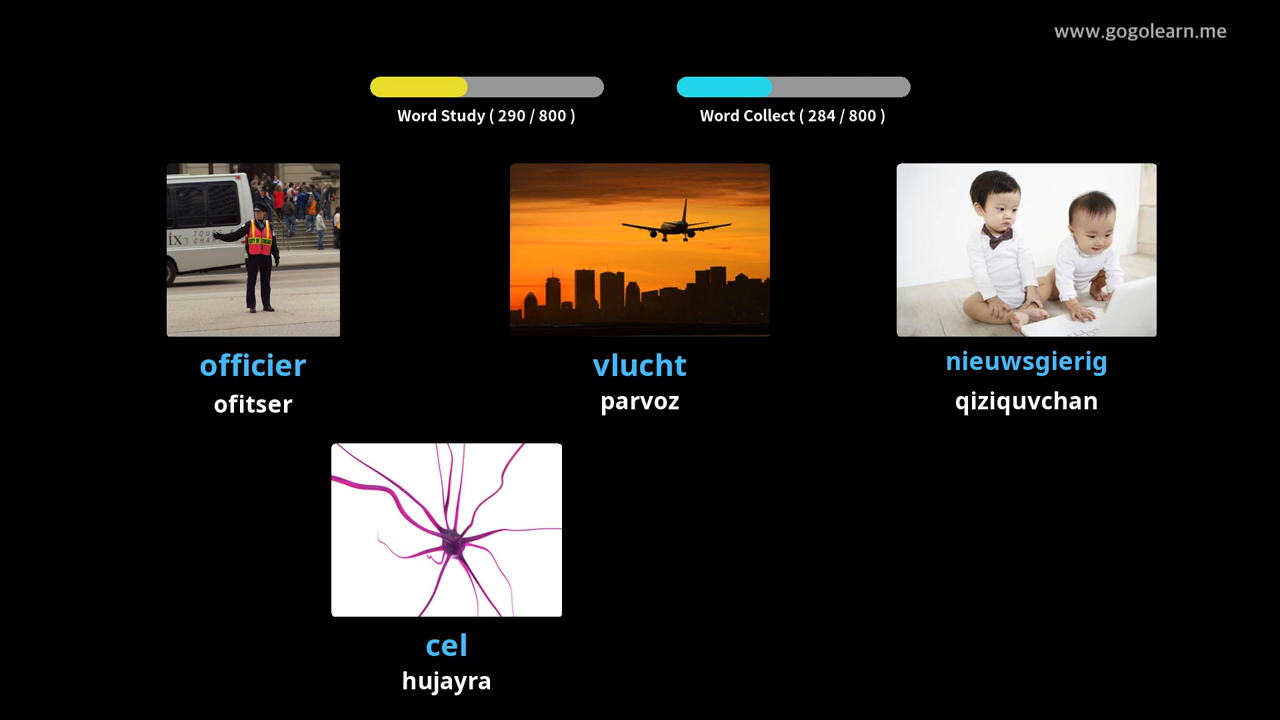 www.gogolearn.me
Word Study ( 290 / 800 )
Word Collect ( 284 / 800 )
officier
ofitser
vlucht
parvoz
nieuwsgierig
qiziquvchan
cel
hujayra